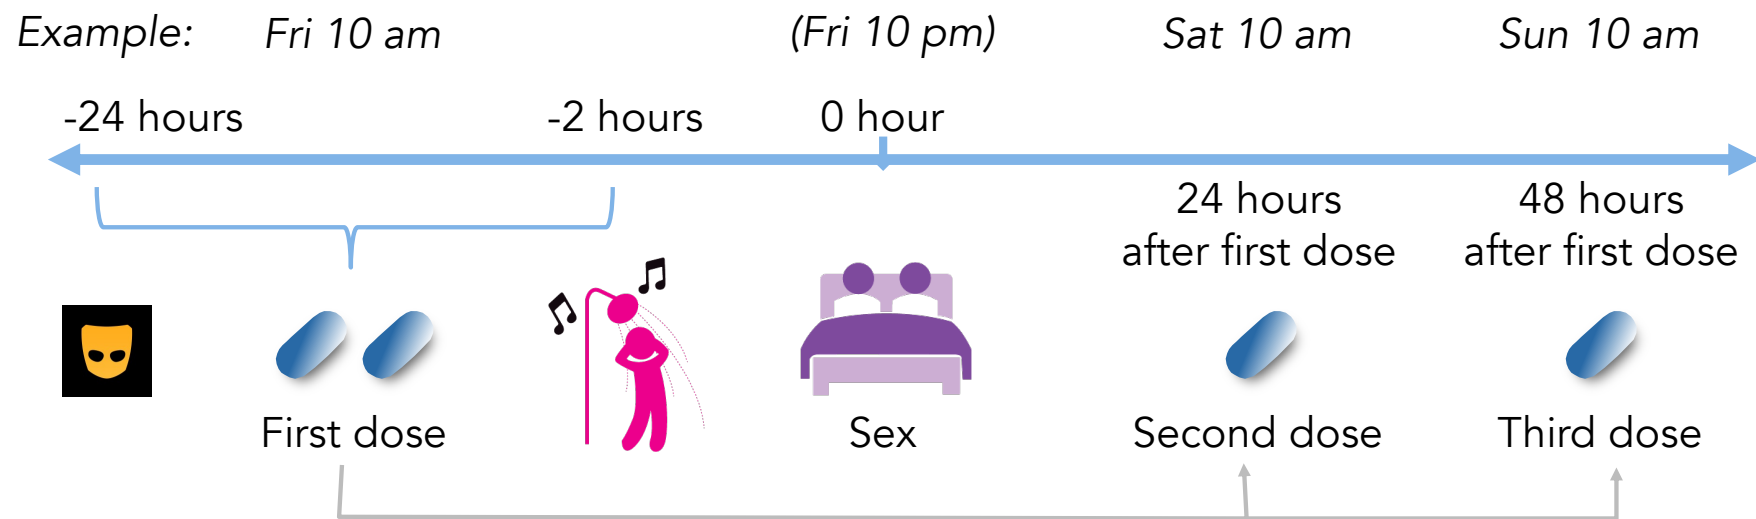 Example: Fri 10 am (Fri 10 pm) Sat 10 am Sun 10 am
-24 hours -2 hours 0 hour
24 hours 48 hours
after first dose after first dose
First dose Sex Second dose Third dose